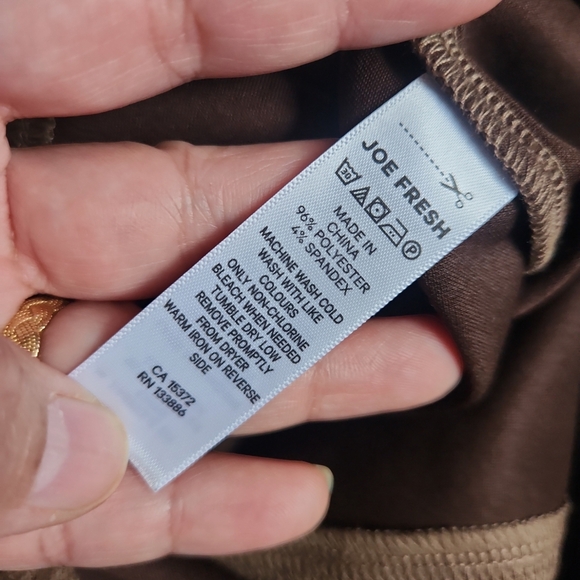 JOE FRESH
30 P
MADE IN
CHINA
96% POLYESTER
4% SPANDEX
MACHINE WASH COLD
WASH WITH LIKE
COLOURS
ONLY NON-CHLORINE
BLEACH WHEN NEEDED
TUMBLE DRY LOW
REMOVE PROMPTLY
FROM DRYER
WARM IRON ON REVERSE
SIDE
CA 15372
RN 133886